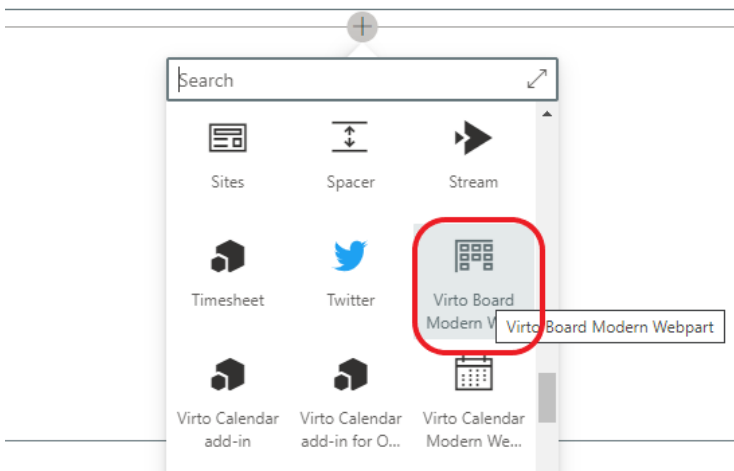 Search
Sites
Spacer
Stream
Timesheet
Twitter
Virto Board
Modern W
Virto Board Modern Webpart
Virto Calendar
add-in
Virto Calendar
add-in for O...
Virto Calendar
Modern We...